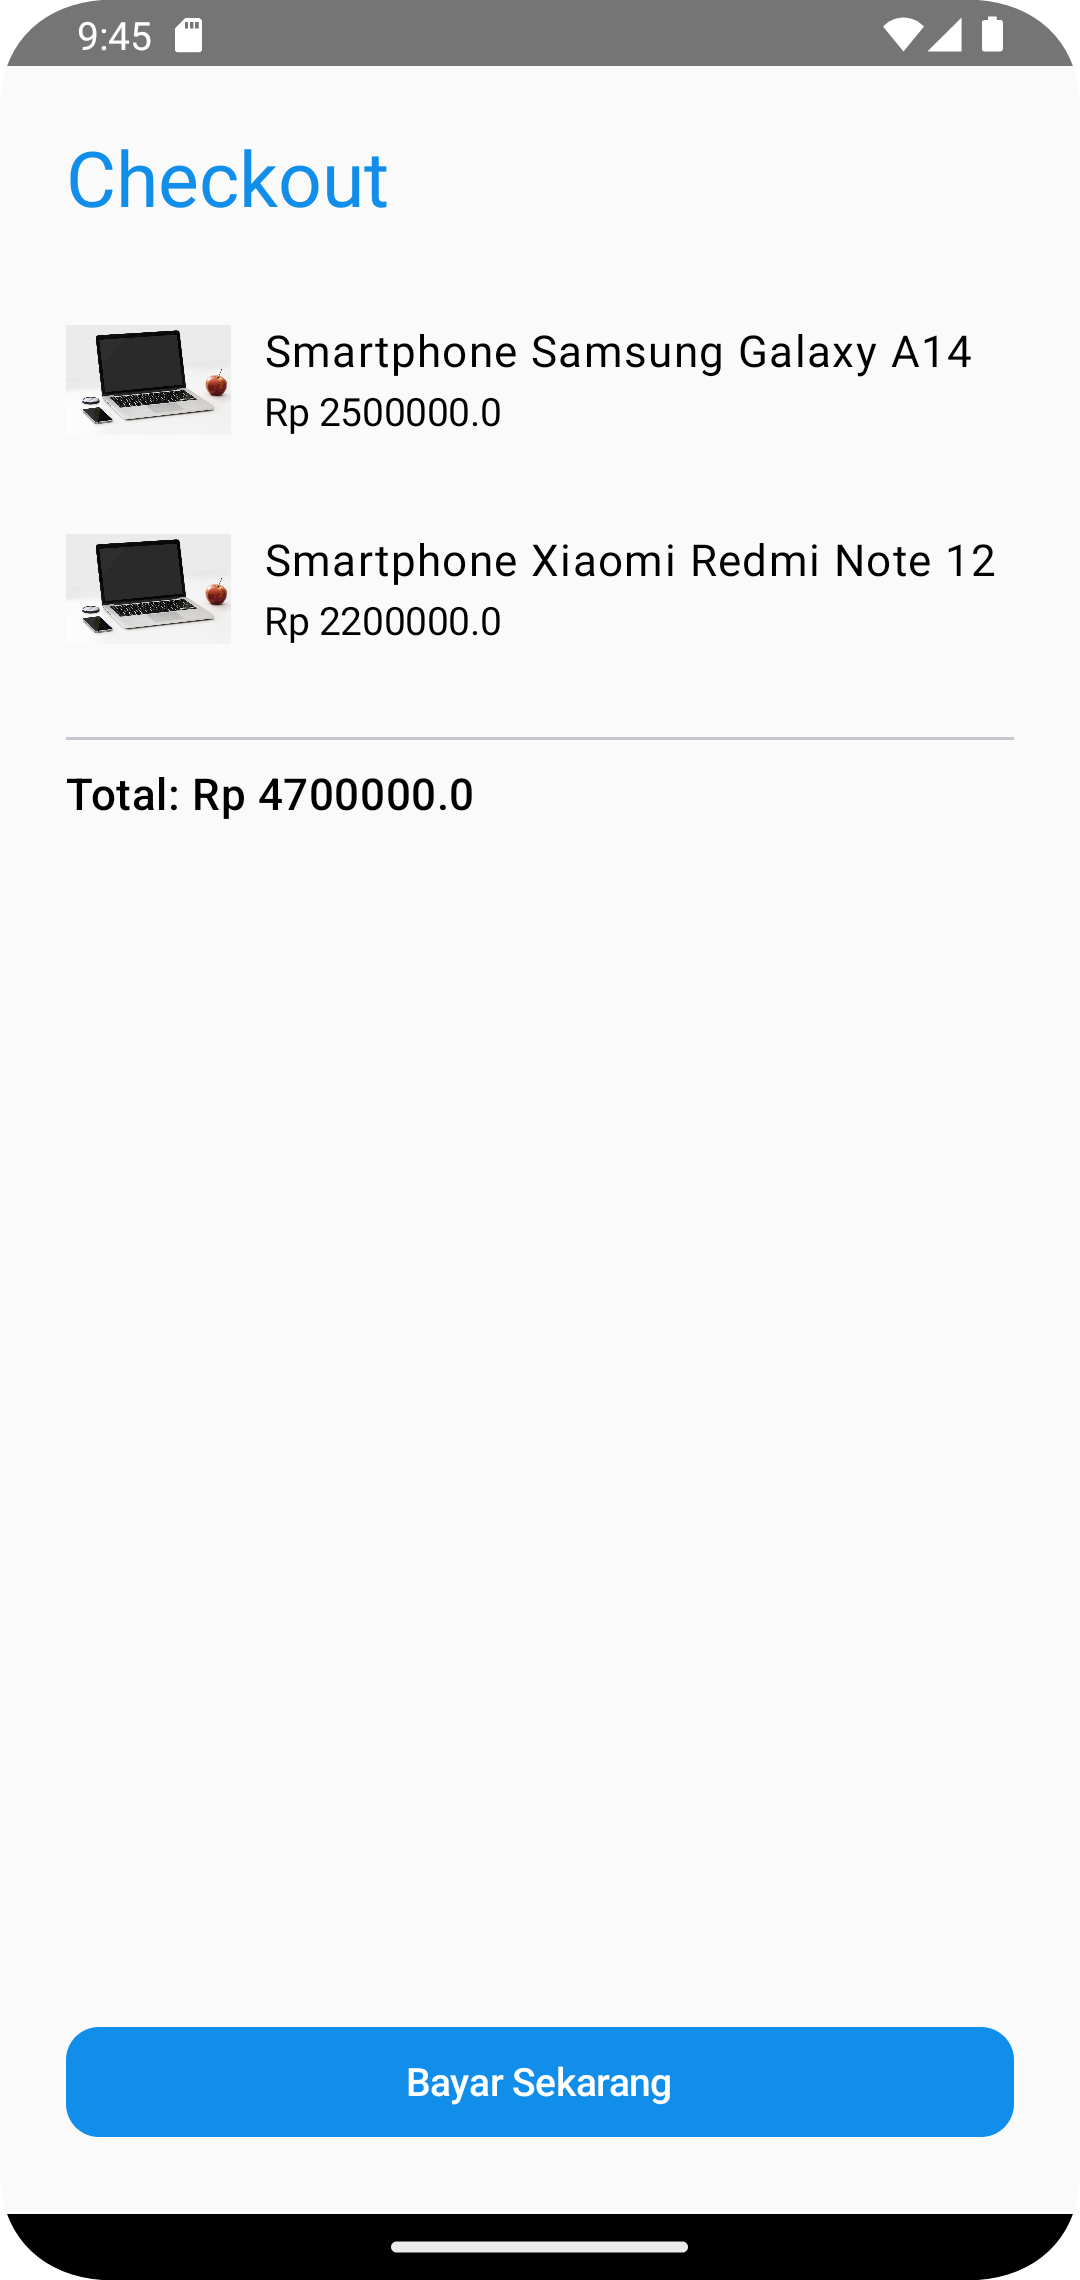 9:45
Checkout
Smartphone Samsung Galaxy A14
Rp 2500000.0
Smartphone Xiaomi Redmi Note 12
Rp 2200000.0
Total: Rp 4700000.0
Bayar Sekarang